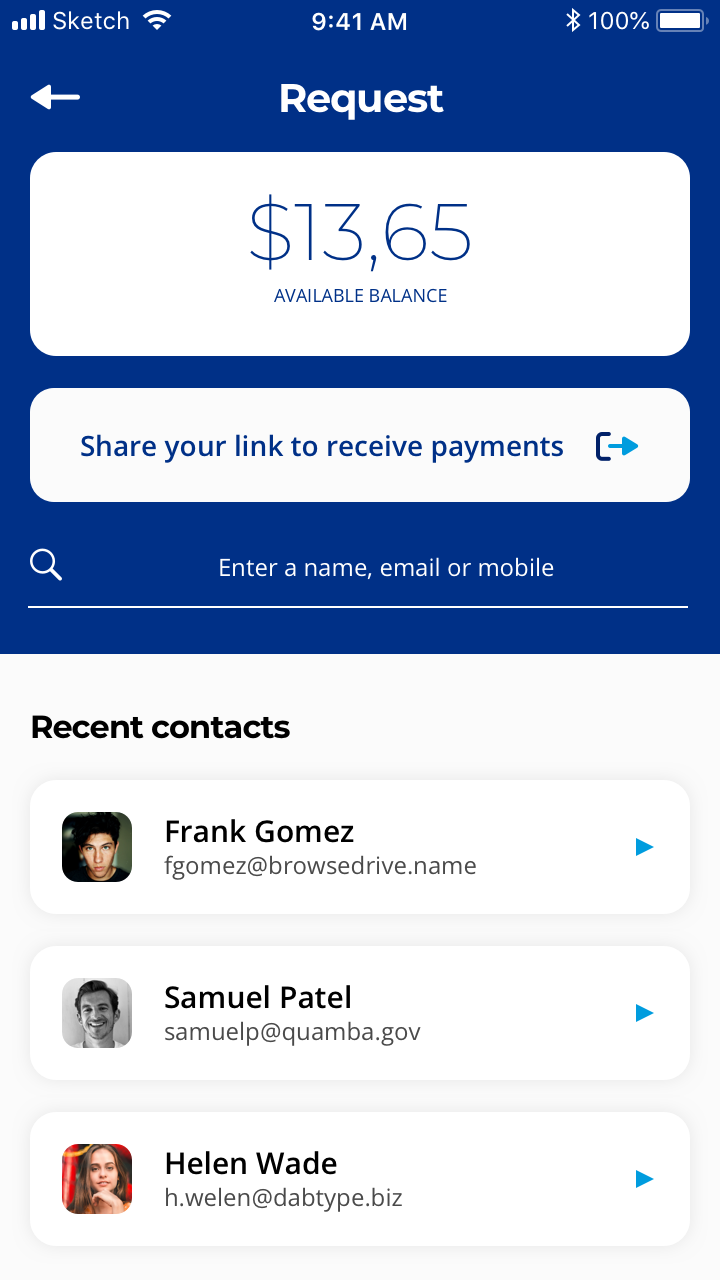 Sketch 9:41 AM 100%
Request
$13,65
AVAILABLE BALANCE
Share your link to receive payments
Enter a name, email or mobile
Recent contacts
Frank Gomez
fgomez@browsedrive.name
Samuel Patel
samuelp@quamba.gov
Helen Wade
h.welen@dabtype.biz